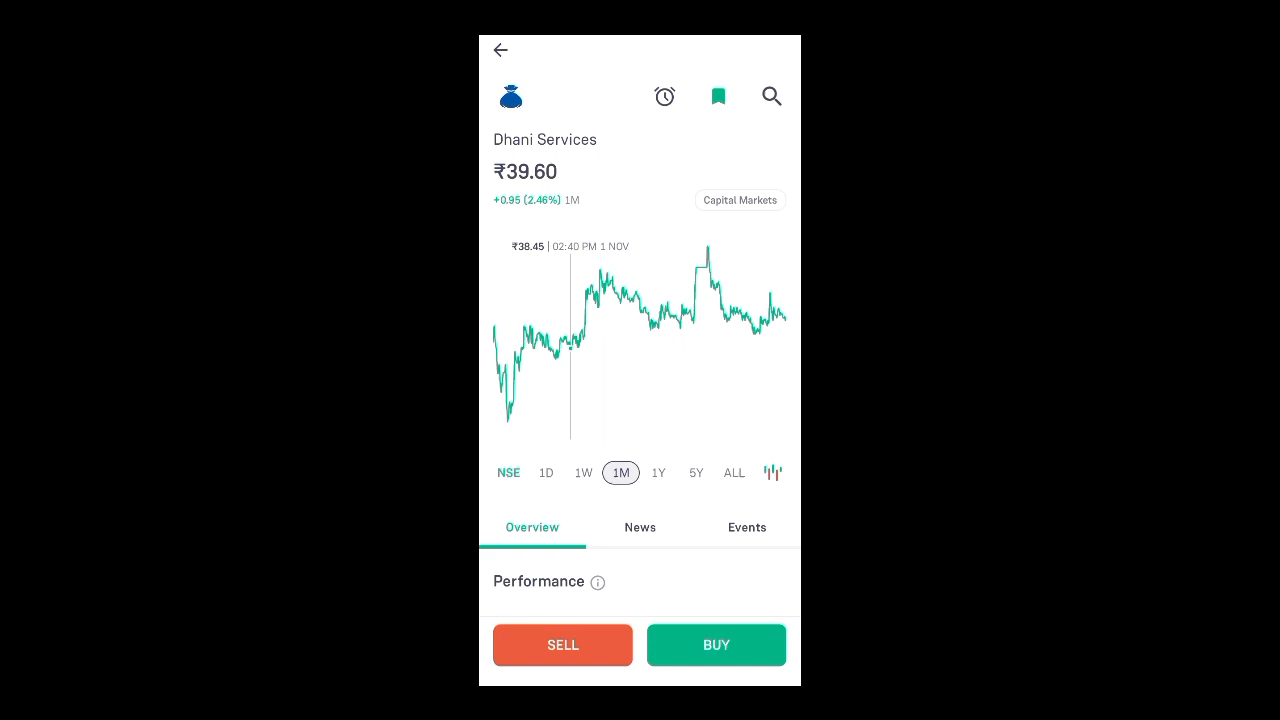 Dhani Services
₹39.60
+0.95 (2.46%) 1M
Capital Markets
₹38.45 | 02:40 PM 1 NOV
NSE 1D 1W 1M 1Y 5Y ALL
Overview News Events
Performance
SELL BUY